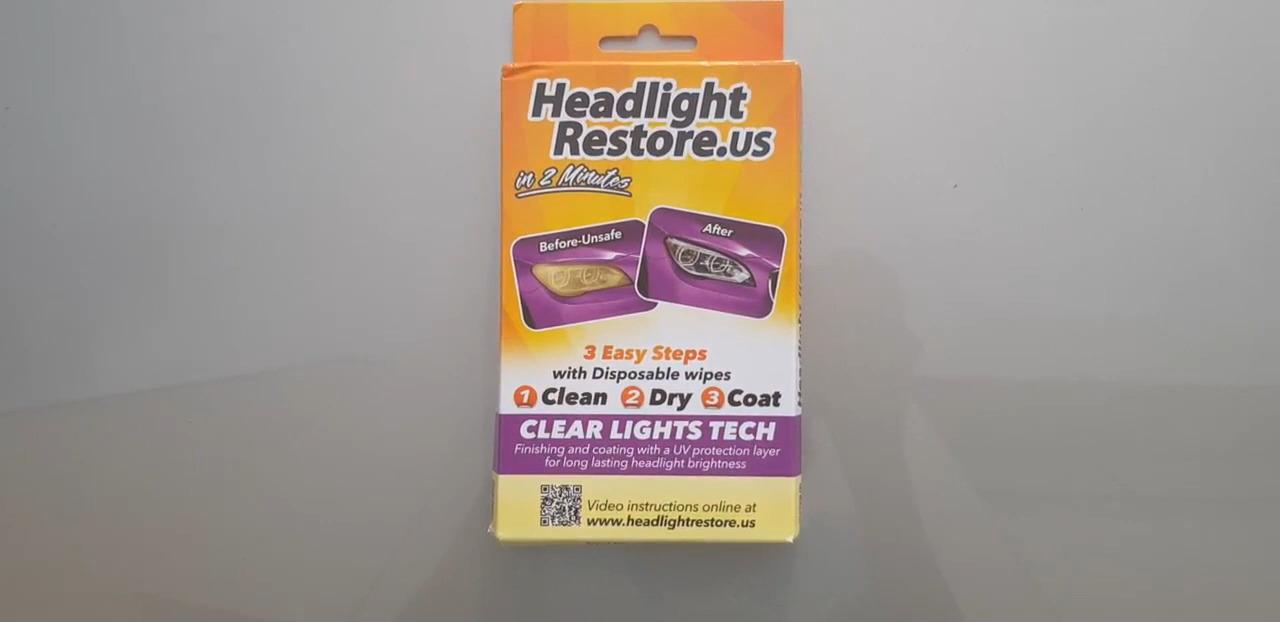 Headlight
Restore.us
in 2 Minutes
Before-Unsafe
After
3 Easy Steps
with Disposable wipes
1 Clean 2 Dry 3 Coat
CLEAR LIGHTS TECH
Finishing and coating with a UV protection layer
for long lasting headlight brightness
Video instructions online at
www.headlightrestore.us